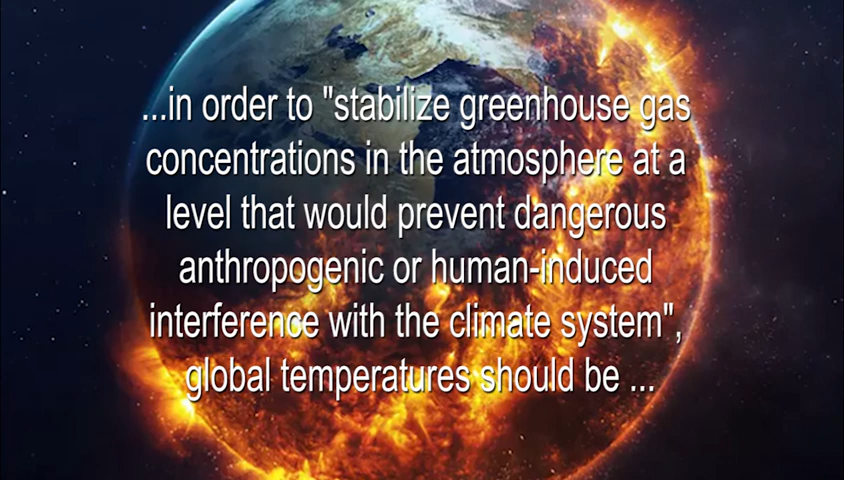 ...in order to "stabilize greenhouse gas
concentrations in the atmosphere at a
level that would prevent dangerous
anthropogenic or human-induced
interference with the climate system",
global temperatures should be ...